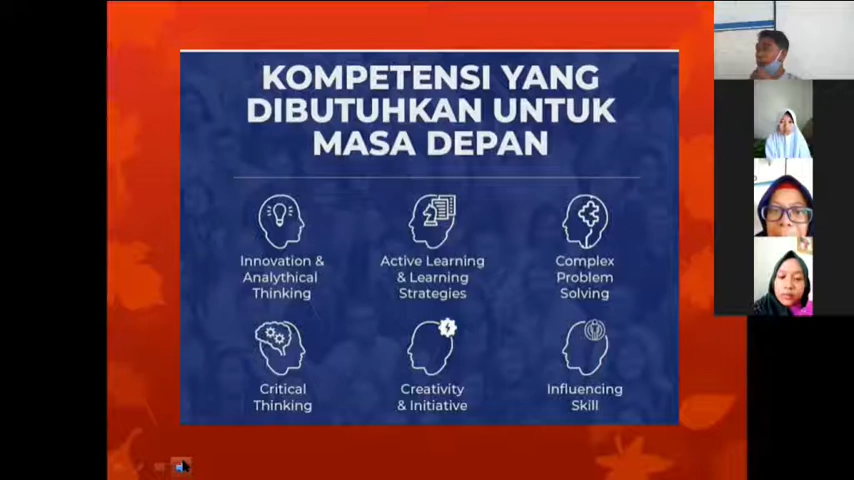 KOMPETENSI YANG
DIBUTUHKAN UNTUK
MASA DEPAN
Innovation &
Analythical
Thinking
Active Learning
& Learning
Strategies
Complex
Problem
Solving
Critical
Thinking
Creativity
& Initiative
Influencing
Skill